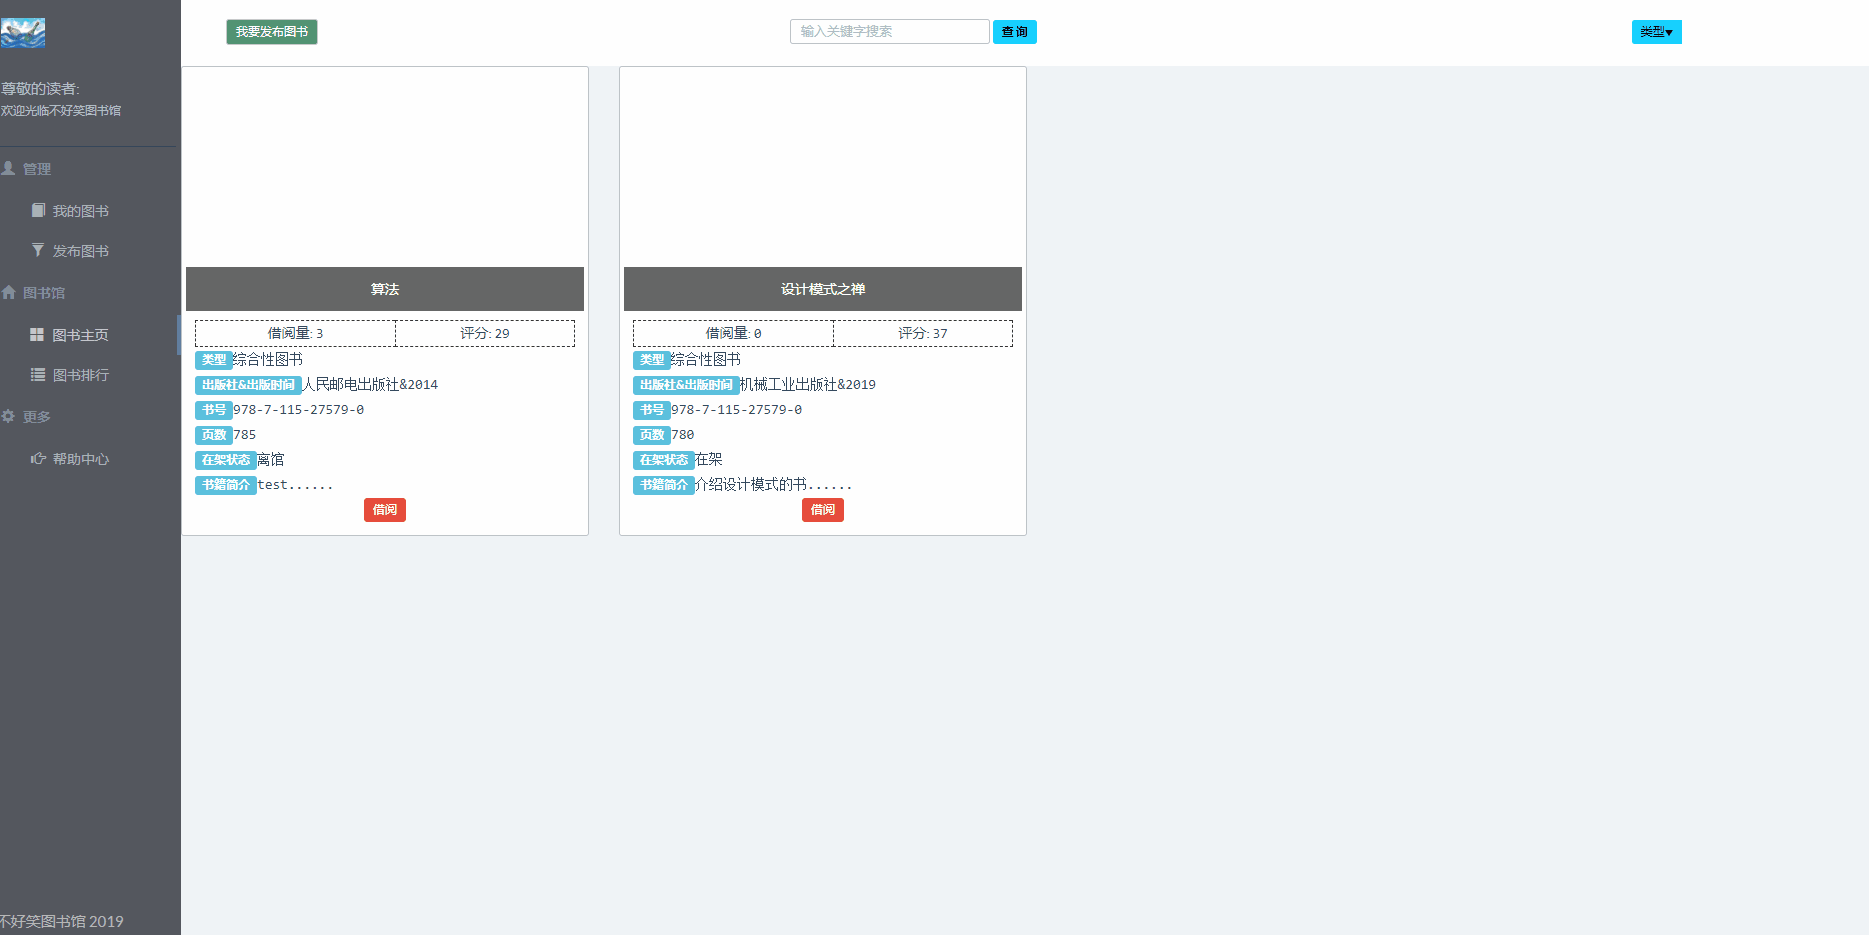 我要发布图书
输入关键字搜索
查询
类型▾
尊敬的读者:
欢迎光临不好笑图书馆
管理
我的图书
发布图书
图书馆
图书主页
图书排行
更多
帮助中心
不好笑图书馆 2019
算法
借阅量: 3 评分: 29
类型 综合性图书
出版社&出版时间 人民邮电出版社&2014
书号 978-7-115-27579-0
页数 785
在架状态 离馆
书籍简介 test......
借阅
设计模式之禅
借阅量: 0 评分: 37
类型 综合性图书
出版社&出版时间 机械工业出版社&2019
书号 978-7-115-27579-0
页数 780
在架状态 在架
书籍简介 介绍设计模式的书......
借阅